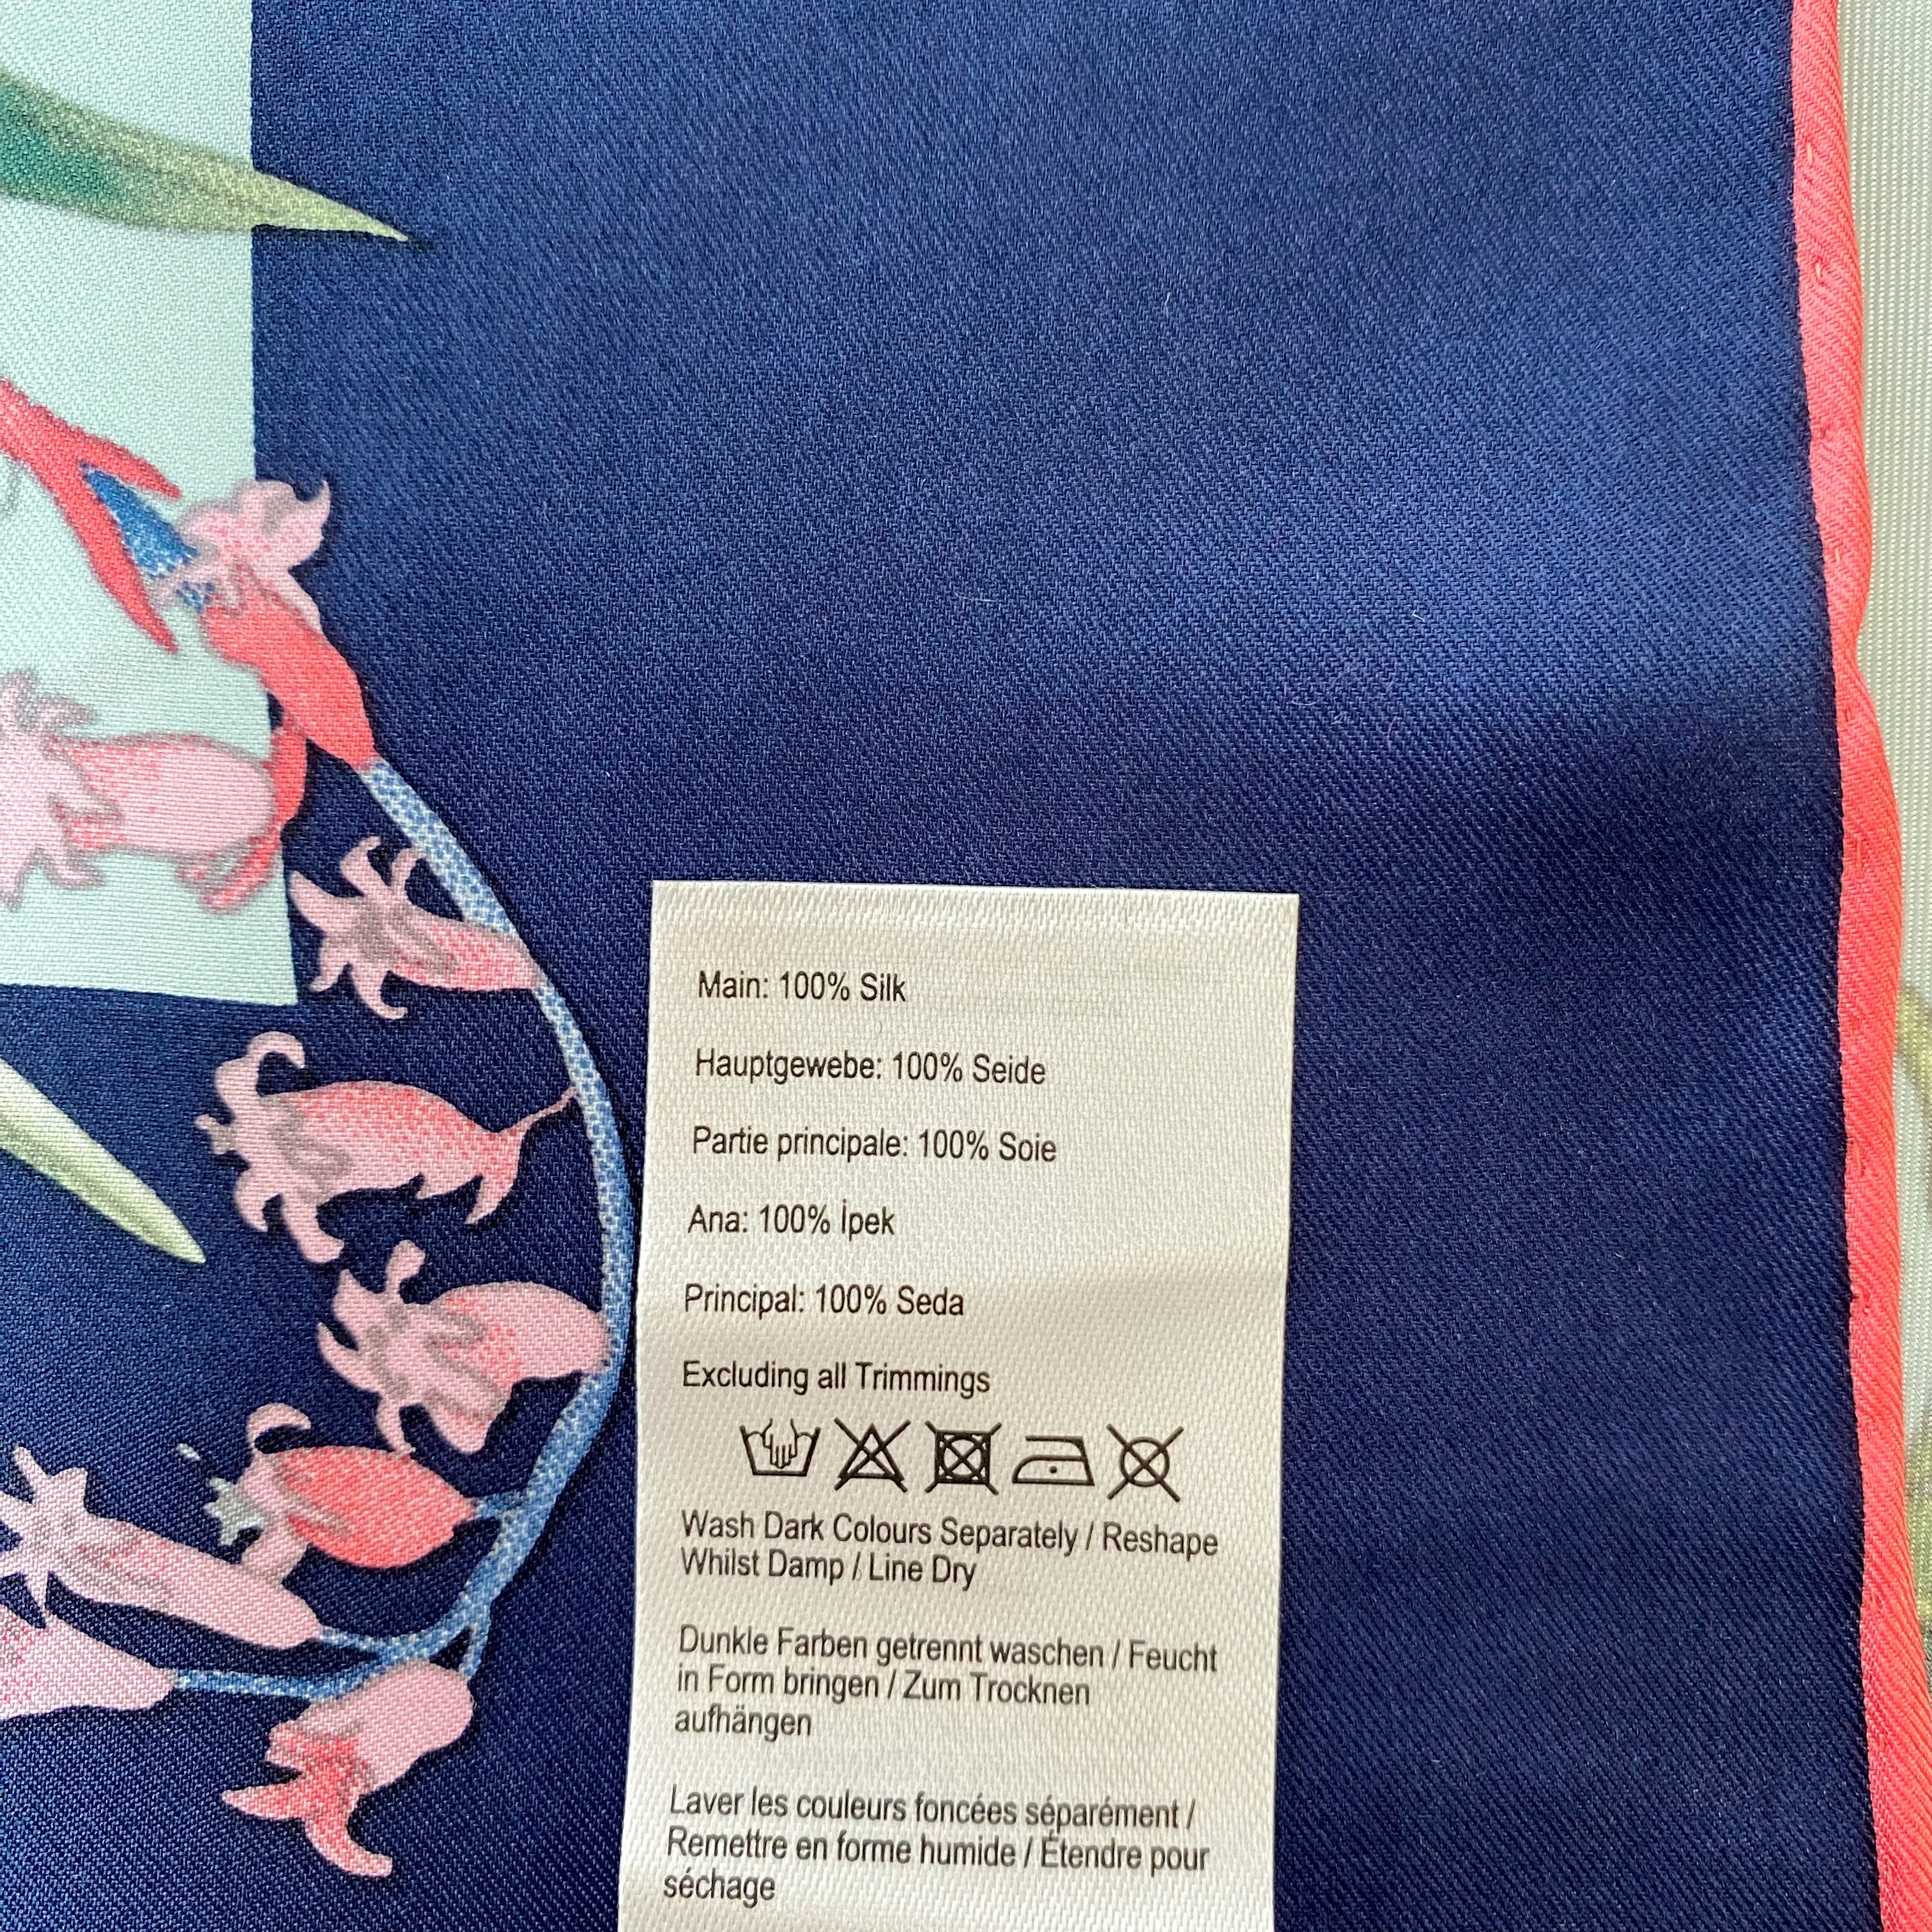 Main: 100% Silk
Hauptgewebe: 100% Seide
Partie principale: 100% Soie
Ana: 100% İpek
Principal: 100% Seda
Excluding all Trimmings
Wash Dark Colours Separately / Reshape
Whilst Damp / Line Dry
Dunkle Farben getrennt waschen / Feucht
in Form bringen / Zum Trocknen
aufhängen
Laver les couleurs foncées séparément /
Remettre en forme humide / Étendre pour
séchage